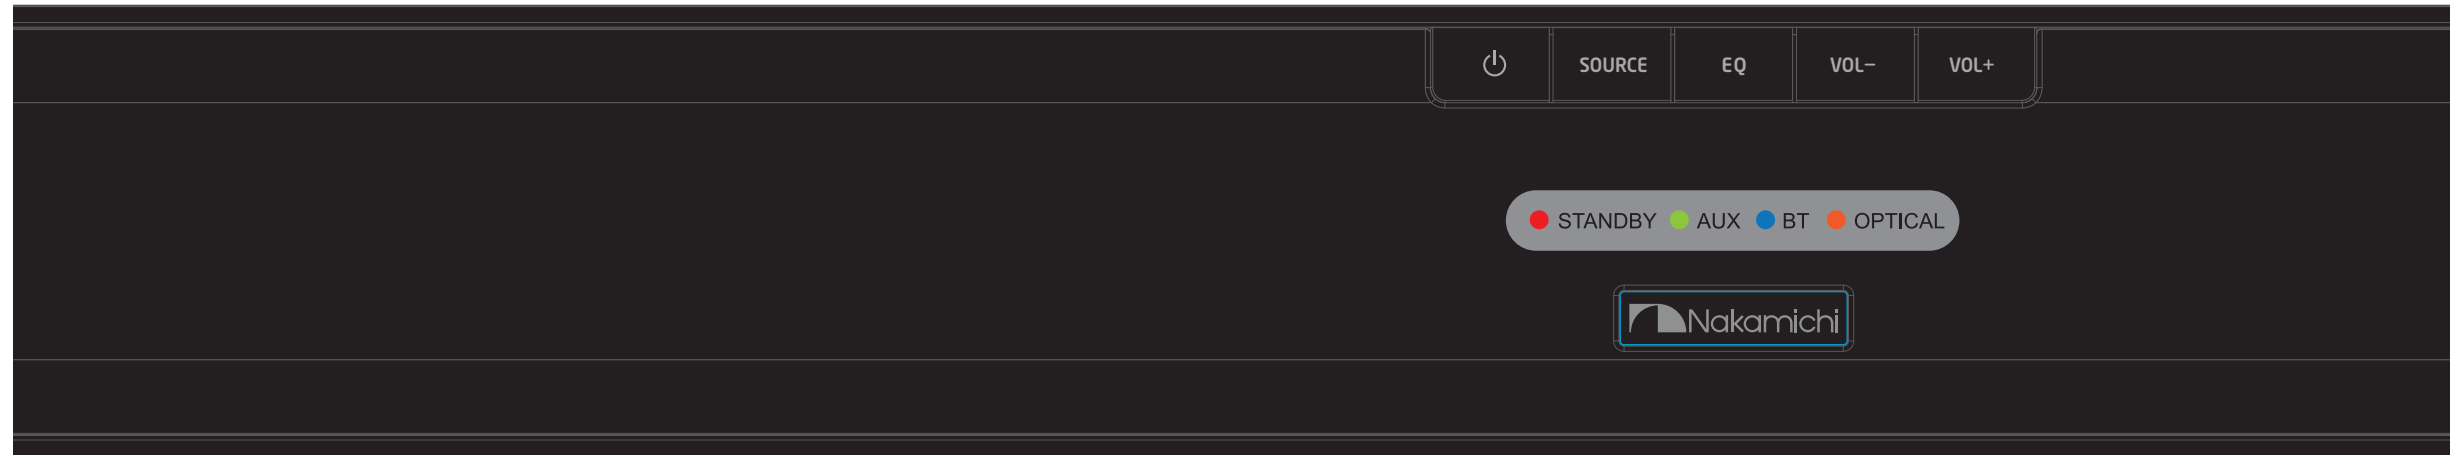 SOURCE EQ VOL− VOL+
STANDBY AUX BT OPTICAL
Nakamichi